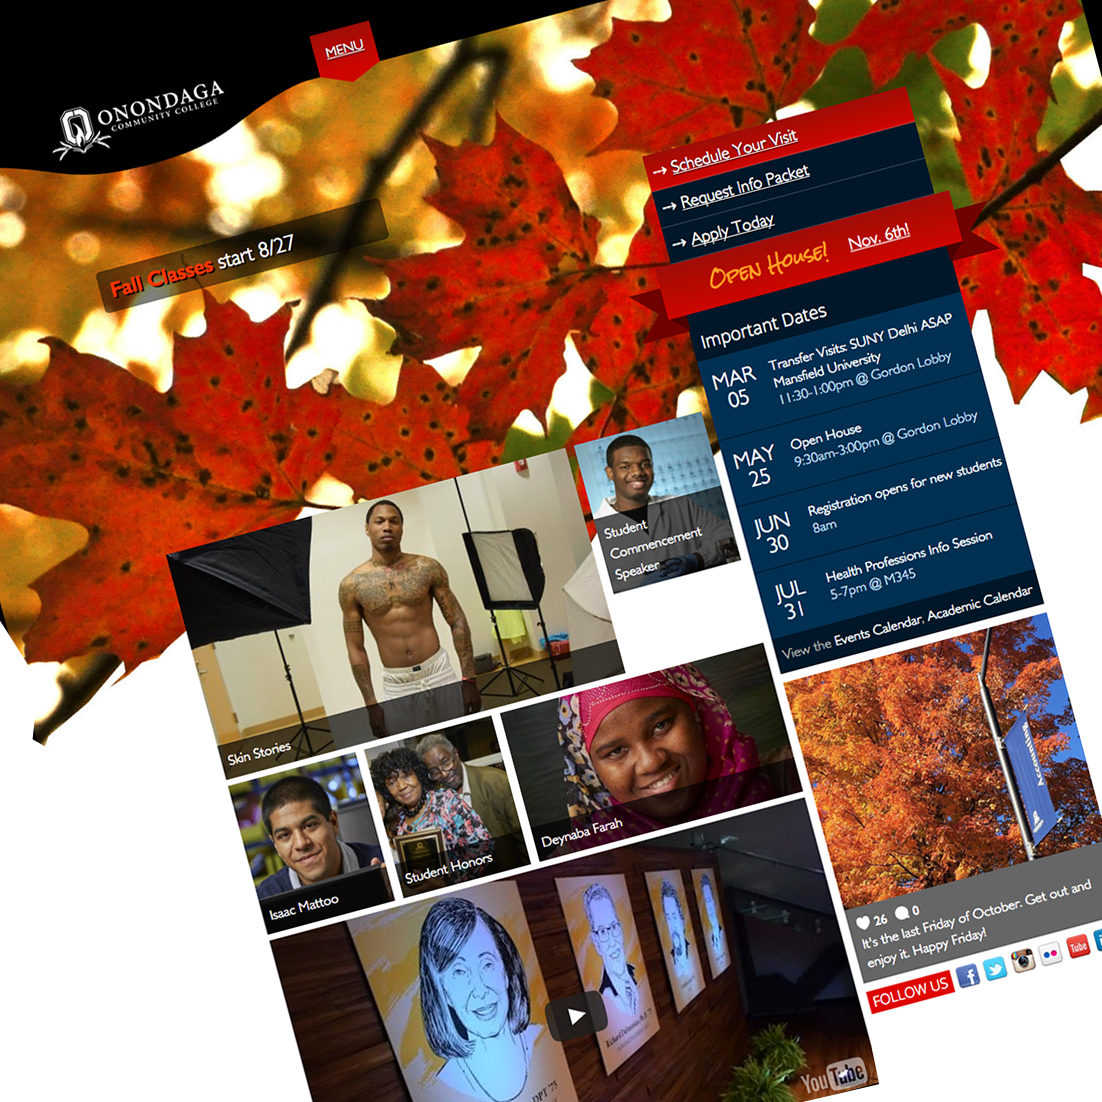 MENU
ONONDAGA
COMMUNITY COLLEGE
→ Schedule Your Visit
→ Request Info Packet
→ Apply Today
Open House! Nov. 6th!
Fall Classes start 8/27
Important Dates
MAR
05
Transfer Visits: SUNY Delhi ASAP
Mansfield University
11:30-1:00pm @ Gordon Lobby
MAY
25
Open House
9:30am-3:00pm @ Gordon Lobby
JUN
30
Registration opens for new students
8am
JUL
31
Health Professions Info Session
5-7pm @ M345
View the Events Calendar, Academic Calendar
Student
Commencement
Speaker
Skin Stories
Isaac Mattoo
Student Honors
Deynaba Farah
Accounting
26 0
It's the last Friday of October. Get out and
enjoy it. Happy Friday!
FOLLOW US
Tube
DPT '75
YouTube